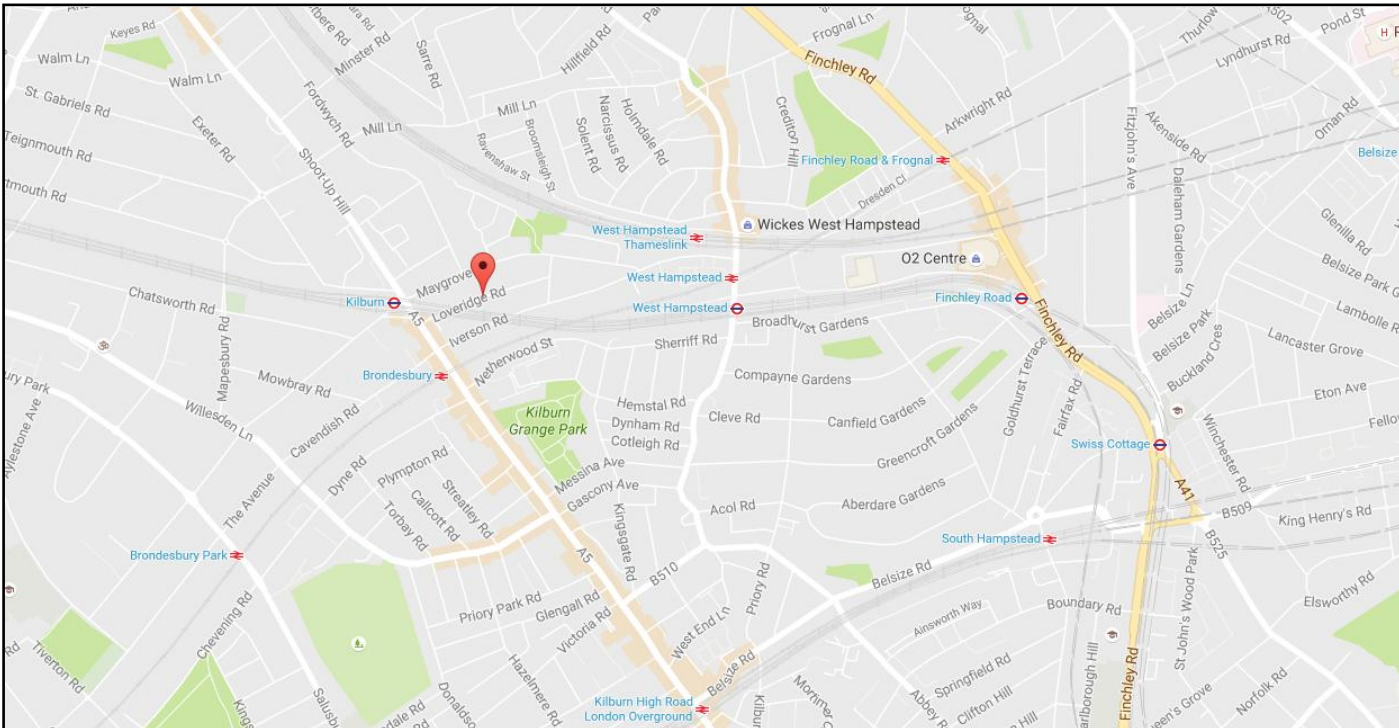 Keyes Rd
Minster Rd
Sarre Rd
Hillfield Rd
Frognal Ln
Frognal
Finchley Rd
A602
Pond St
Thurlow
Lyndhurst Rd
H
Walm Ln
Walm Ln
St. Gabriels Rd
Exeter Rd
Fordwych Rd
Mill Ln
Mill Ln
Ravenshaw St
Broomsleigh St
Solent Rd
Narcissus Rd
Holmdale Rd
Crediton Hill
Arkwright Rd
Fitzjohn's Ave
Akenside Rd
Ornan Rd
Belsize
Teignmouth Rd
Shoot-Up Hill
Finchley Road & Frognal
Dresden Cl
Daleham Gardens
Glenilla Rd
West Hampstead
Thameslink
Wickes West Hampstead
O2 Centre
Belsize Park G
Chatsworth Rd
Kilburn
Maygrove
Loveridge Rd
West Hampstead
West Hampstead
Finchley Road
Belsize Ln
Belsize Park
Buckland Cres
Lambolle R
Lancaster Grove
Mapesbury Rd
A5
Iverson Rd
Netherwood St
Sherriff Rd
Broadhurst Gardens
Finchley Rd
Brondesbury
Mowbray Rd
Compayne Gardens
Goldhurst Terrace
Fairfax Rd
Eton Ave
Fello
ury Park
Aylestone Ave
Willesden Ln
Cavendish Rd
Kilburn
Grange Park
Hemstal Rd
Dynham Rd
Cotleigh Rd
Cleve Rd
Canfield Gardens
Greencroft Gardens
Swiss Cottage
Winchester Rd
The Avenue
Dyne Rd
Plympton Rd
Callcott Rd
Torbay Rd
Streatley Rd
Messina Ave
Gascony Ave
Kingsgate Rd
Acol Rd
Aberdare Gardens
A41
B509
King Henry's Rd
Brondesbury Park
A5
South Hampstead
B525
B510
Belsize Rd
St John's Wood Park
Elsworthy Rd
Chevening Rd
Priory Park Rd
Glengall Rd
Victoria Rd
West End Ln
Priory Rd
Ainsworth Way
Boundary Rd
Rd
Tiverton Rd
Hazelmere Rd
Belsize Rd
Springfield Rd
Clifton Hill
Finchley Rd
Norfolk Rd
Kilburn High Road
London Overground